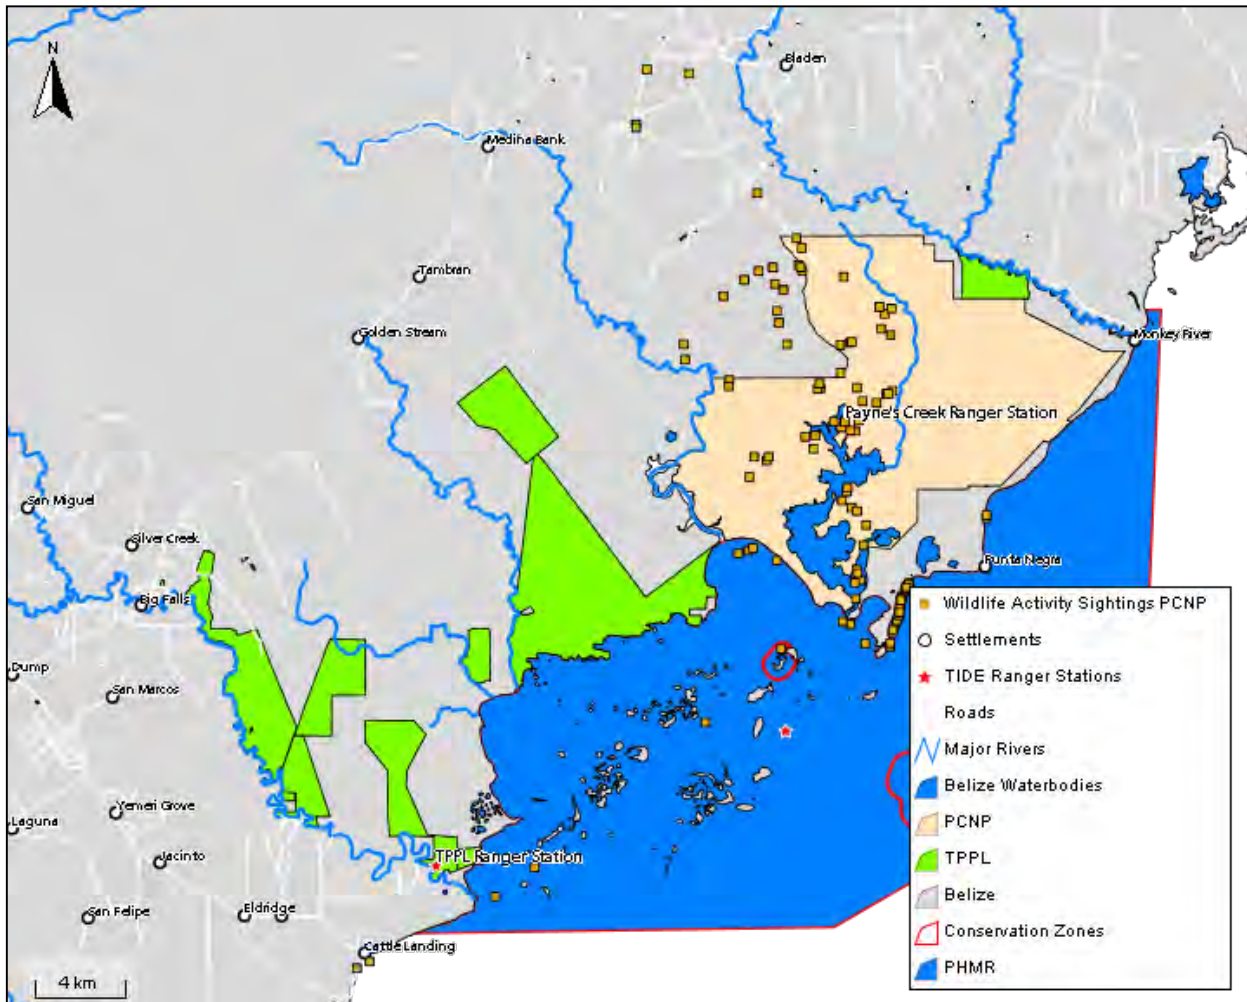 N
Bladen
Medina Bank
Tambran
Golden Stream
Monkey River
Payne's Creek Ranger Station
San Miguel
Silver Creek
Big Falls
Punta Negra
Dump
San Marcos
Yemeri Grove
Laguna
Jacinto
TPPL Ranger Station
San Felipe
Eldridge
Cattle Landing
4 km
Wildlife Activity Sightings PCNP
Settlements
TIDE Ranger Stations
Roads
Major Rivers
Belize Waterbodies
PCNP
TPPL
Belize
Conservation Zones
PHMR